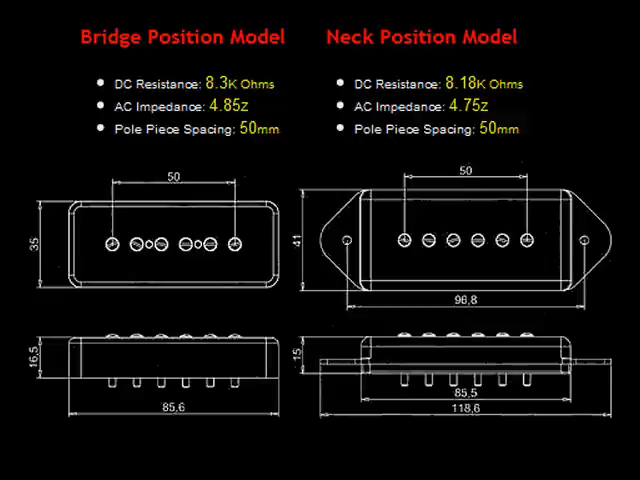 Bridge Position Model
DC Resistance: 8.3K Ohms
AC Impedance: 4.85Z
Pole Piece Spacing: 50mm
Neck Position Model
DC Resistance: 8.18K Ohms
AC Impedance: 4.75Z
Pole Piece Spacing: 50mm
50
35
16,5
85,6
50
41
96,8
15
85,5
118,6